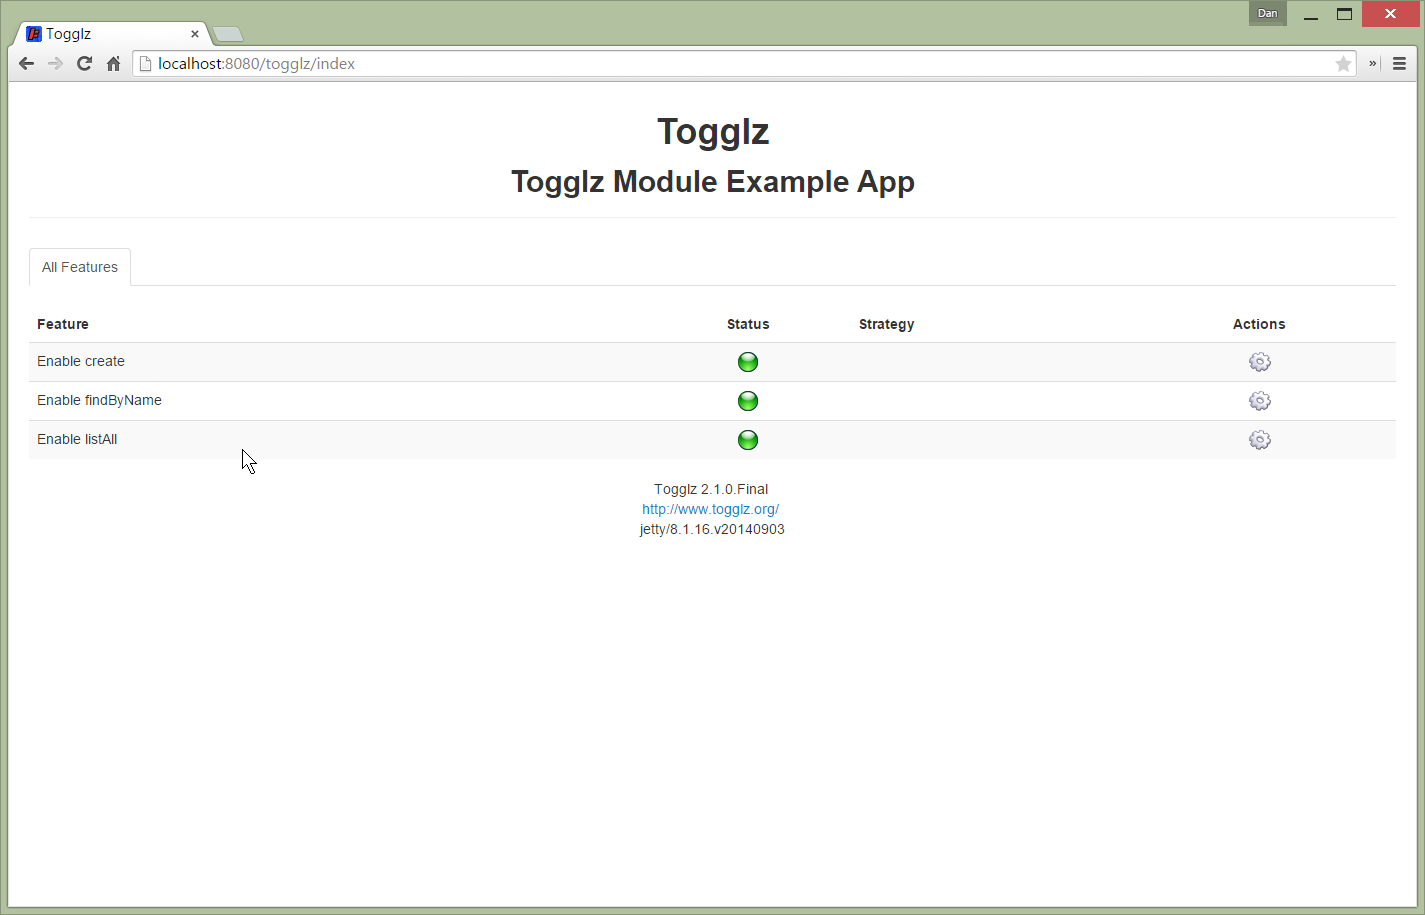 Dan
Togglz
localhost:8080/togglz/index
Togglz
Togglz Module Example App
All Features
Feature Status Strategy Actions
Enable create
Enable findByName
Enable listAll
Togglz 2.1.0.Final
http://www.togglz.org/
jetty/8.1.16.v20140903